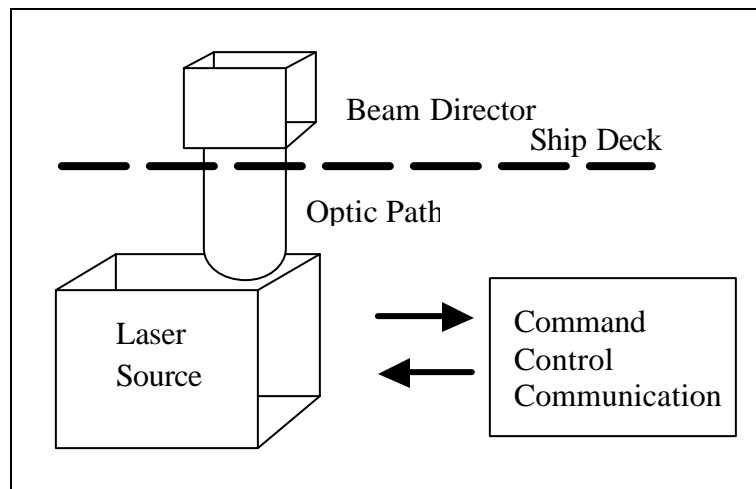 Beam Director
Ship Deck
Optic Path
Laser
Source
Command
Control
Communication